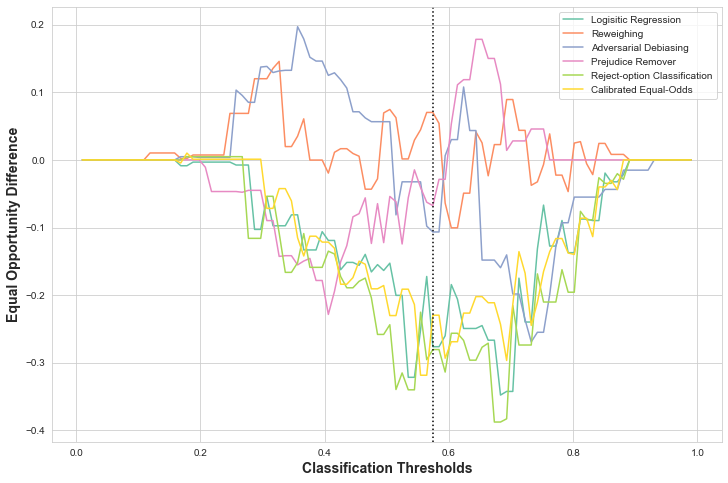 Logisitic Regression
Reweighing
Adversarial Debiasing
Prejudice Remover
Reject-option Classification
Calibrated Equal-Odds
Equal Opportunity Difference
0.2
0.1
0.0
−0.1
−0.2
−0.3
−0.4
0.0 0.2 0.4 0.6 0.8 1.0
Classification Thresholds